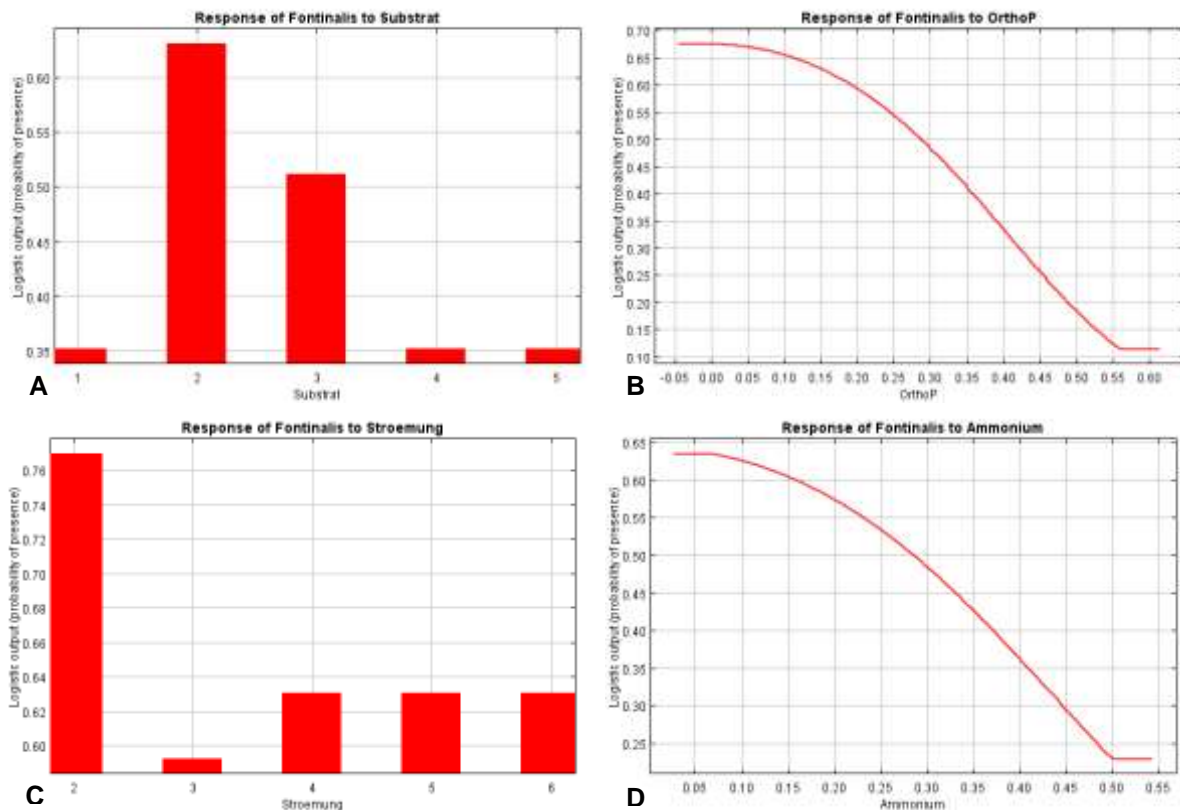 Response of Fontinalis to Substrat
Logistic output (probability of presence)
0.60
0.55
0.50
0.45
0.40
0.35
1 2 3 4 5
Substrat
A
Response of Fontinalis to OrthoP
Logistic output (probability of presence)
0.70
0.65
0.60
0.55
0.50
0.45
0.40
0.35
0.30
0.25
0.20
0.15
0.10
-0.05 0.00 0.05 0.10 0.15 0.20 0.25 0.30 0.35 0.40 0.45 0.50 0.55 0.60
OrthoP
B
Response of Fontinalis to Stroemung
Logistic output (probability of presence)
0.76
0.74
0.72
0.70
0.68
0.66
0.64
0.62
0.60
2 3 4 5 6
Stroemung
C
Response of Fontinalis to Ammonium
Logistic output (probability of presence)
0.65
0.60
0.55
0.50
0.45
0.40
0.35
0.30
0.25
0.05 0.10 0.15 0.20 0.25 0.30 0.35 0.40 0.45 0.50 0.55
Ammonium
D